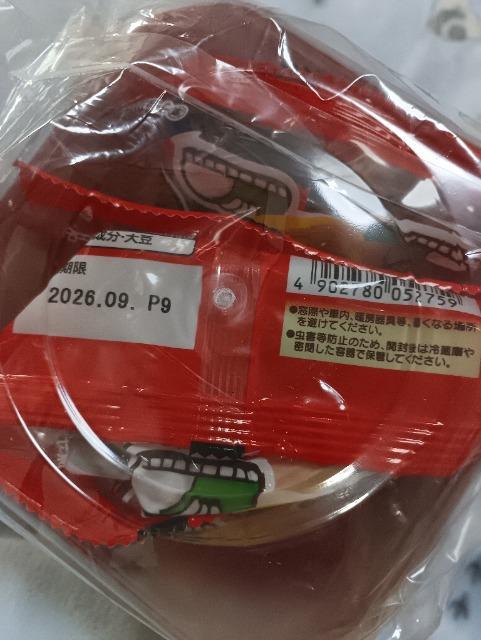 成分・大豆
期限
2026.09. P9
4 902780 052759
●窓際や車内、暖房器具等、暑くなる場所
を避けてください。
●虫害等防止のため、開封後は冷蔵庫や
密閉した容器で保管してください。